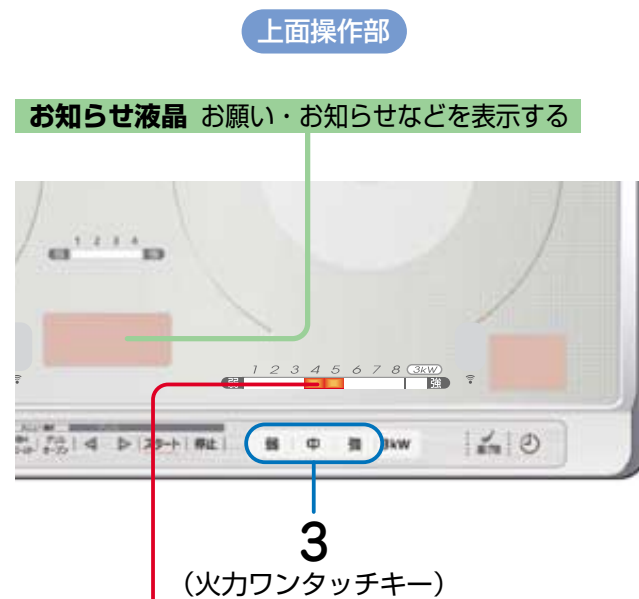 上面操作部
お知らせ液晶 お願い・お知らせなどを表示する
1 2 3 4
1 2 3 4 5 6 7 8 3kW
弱 強
スタート 停止 弱 中 強 3kW
3
（火力ワンタッチキー）